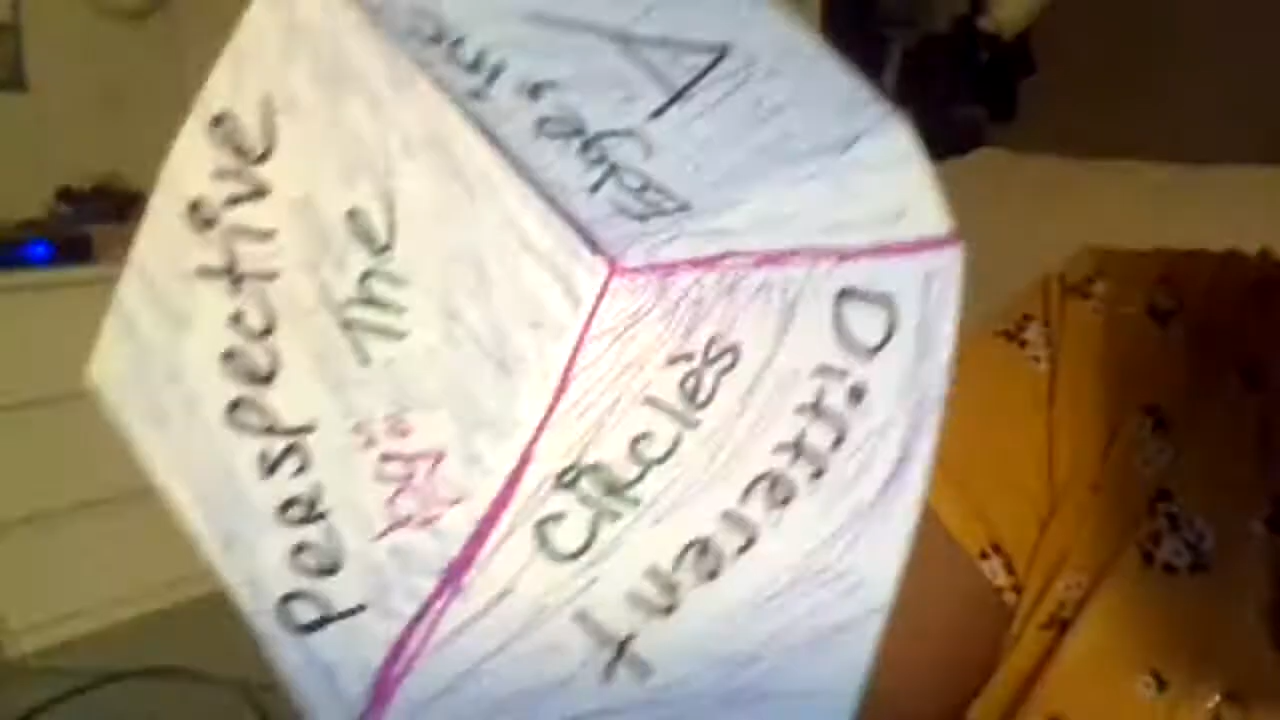 Perspective
The
Circles
Different
Edge,